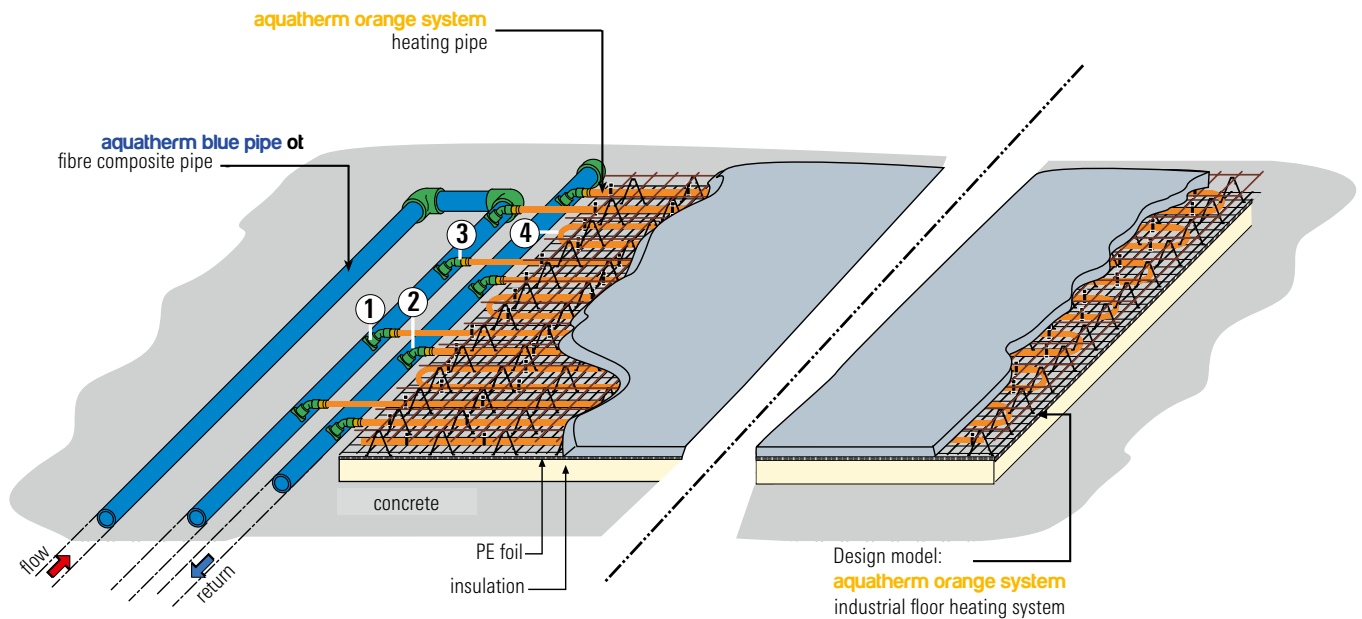 aquatherm orange system
heating pipe
aquatherm blue pipe ot
fibre composite pipe
3
4
1
2
concrete
PE foil
insulation
flow
return
Design model:
aquatherm orange system
industrial floor heating system